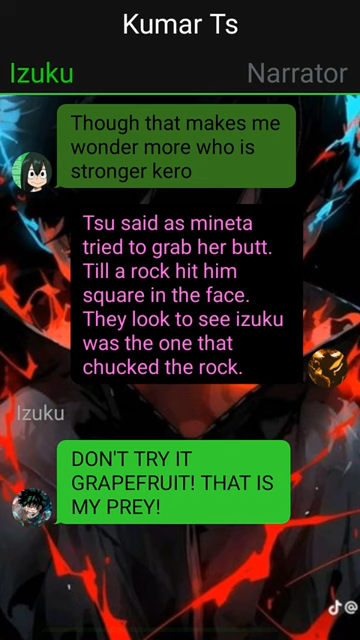 Kumar Ts
Izuku
Narrator
Though that makes me
wonder more who is
stronger kero
Tsu said as mineta
tried to grab her butt.
Till a rock hit him
square in the face.
They look to see izuku
was the one that
chucked the rock.
Izuku
DON'T TRY IT
GRAPEFRUIT! THAT IS
MY PREY!
@